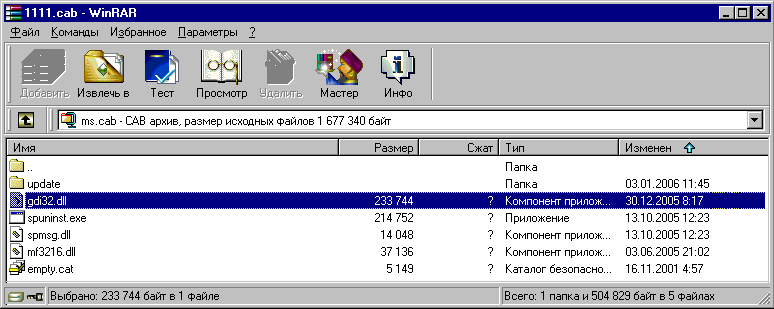 1111.cab - WinRAR
Файл Команды Избранное Параметры ?
Добавить Извлечь в Тест Просмотр Удалить Мастер Инфо
ms.cab - CAB архив, размер исходных файлов 1 677 340 байт
Имя Размер Сжат Тип Изменен
.. Папка
update Папка 03.01.2006 11:45
gdi32.dll 233 744 ? Компонент прилож... 30.12.2005 8:17
spuninst.exe 214 752 ? Приложение 13.10.2005 12:23
spmsg.dll 14 048 ? Компонент прилож... 13.10.2005 12:23
mf3216.dll 37 136 ? Компонент прилож... 03.06.2005 21:02
empty.cat 5 149 ? Каталог безопасно... 16.11.2001 4:57
Выбрано: 233 744 байт в 1 файле Всего: 1 папка и 504 829 байт в 5 файлах